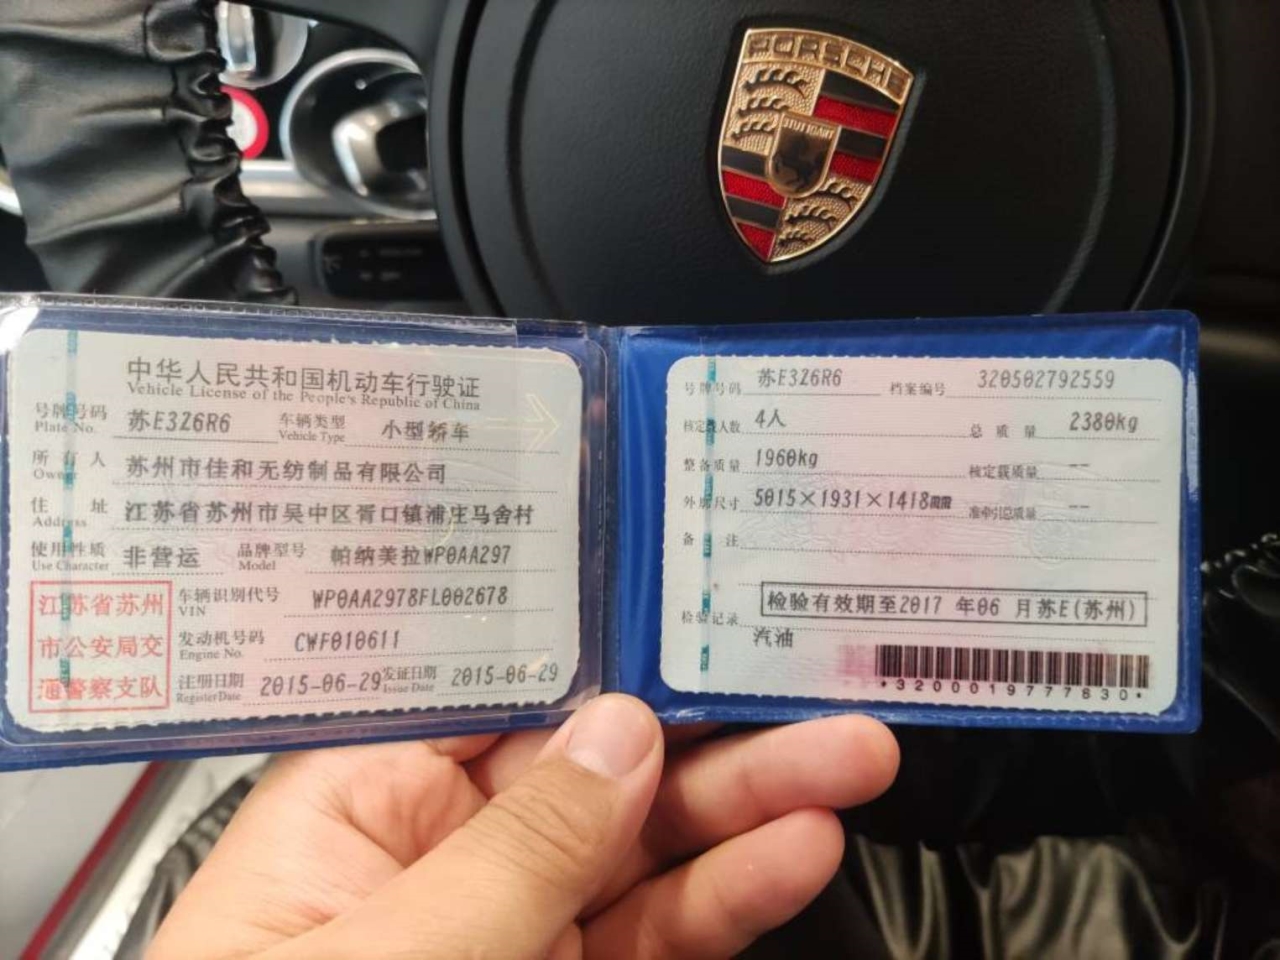 PORSCHE
STUTTGART
中华人民共和国机动车行驶证
Vehicle License of the People's Republic of China
号牌号码 苏E3Z6R6 车辆类型 小型轿车
Plate No. Vehicle Type
所有人 苏州市佳和无纺制品有限公司
Owner
住址 江苏省苏州市吴中区胥口镇浦庄马舍村
Address
使用性质 非营运 品牌型号 帕纳美拉WP0AA297
Use Character Model
江苏省苏州
市公安局交
通警察支队
车辆识别代号 WP0AA2978FL002678
VIN
发动机号码 CWF010611
Engine No.
注册日期 2015-06-29 发证日期 2015-06-29
Register Date Issue Date
号牌号码 苏E3Z6R6 档案编号 320502792559
核定载人数 4人 总质量 2380kg
整备质量 1960kg 核定载质量 --
外廓尺寸 5015×1931×1418mm 准牵引总质量 --
备注
检验记录 检验有效期至2017 年06 月苏E(苏州)
汽油
*3200019777830*